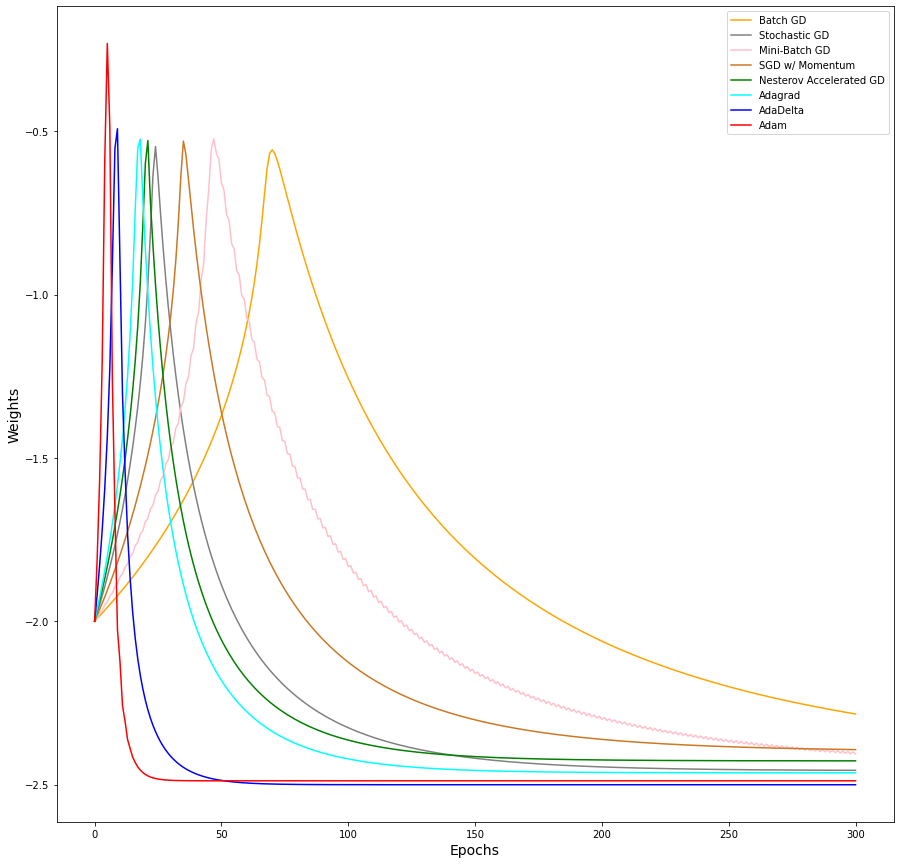 Batch GD
Stochastic GD
Mini-Batch GD
SGD w/ Momentum
Nesterov Accelerated GD
Adagrad
AdaDelta
Adam
−0.5
−1.0
−1.5
−2.0
−2.5
Weights
0 50 100 150 200 250 300
Epochs